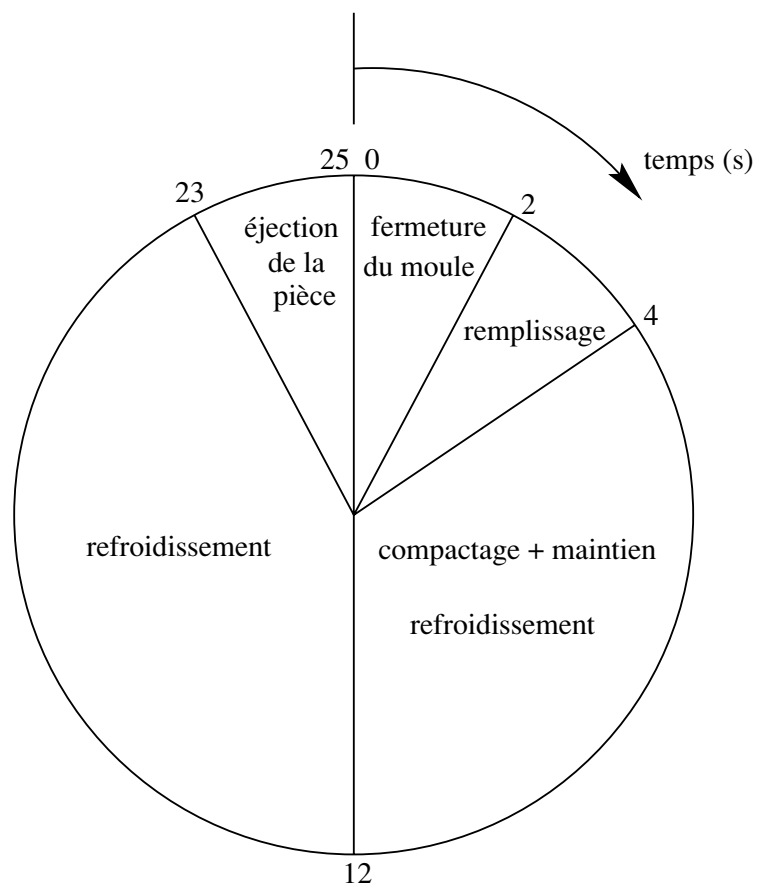 temps (s)
25 0
23
2
éjection
de la
pièce
fermeture
du moule
4
remplissage
refroidissement
compactage + maintien
refroidissement
12